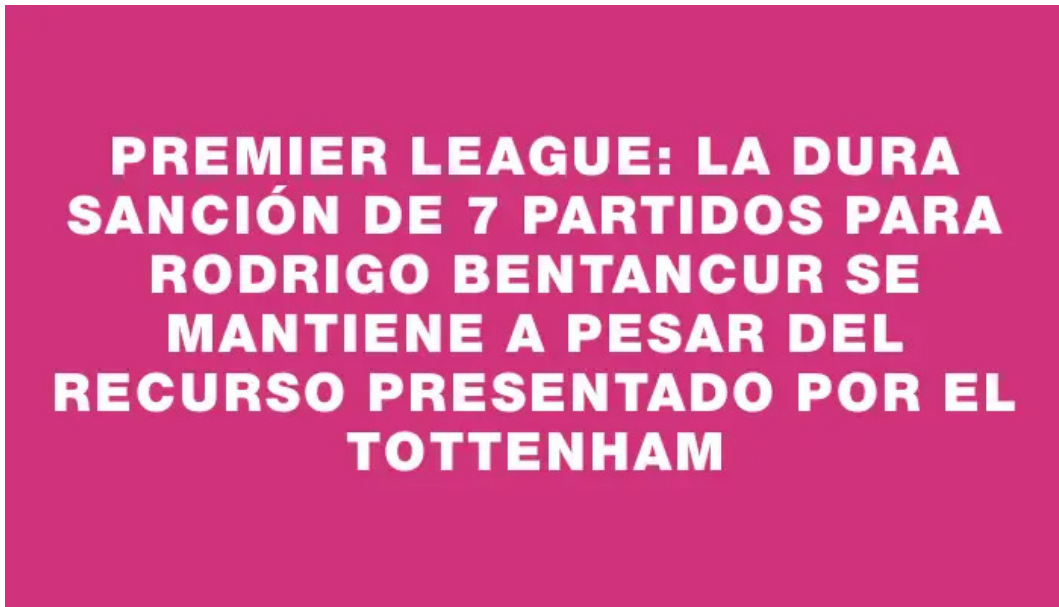 PREMIER LEAGUE: LA DURA
SANCIÓN DE 7 PARTIDOS PARA
RODRIGO BENTANCUR SE
MANTIENE A PESAR DEL
RECURSO PRESENTADO POR EL
TOTTENHAM